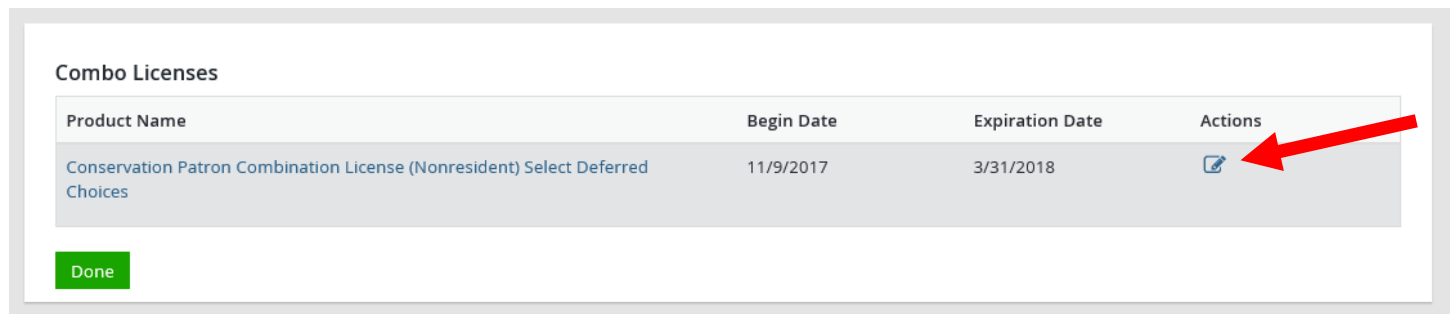 Combo Licenses
Product Name Begin Date Expiration Date Actions
Conservation Patron Combination License (Nonresident) Select Deferred 11/9/2017 3/31/2018
Choices
Done